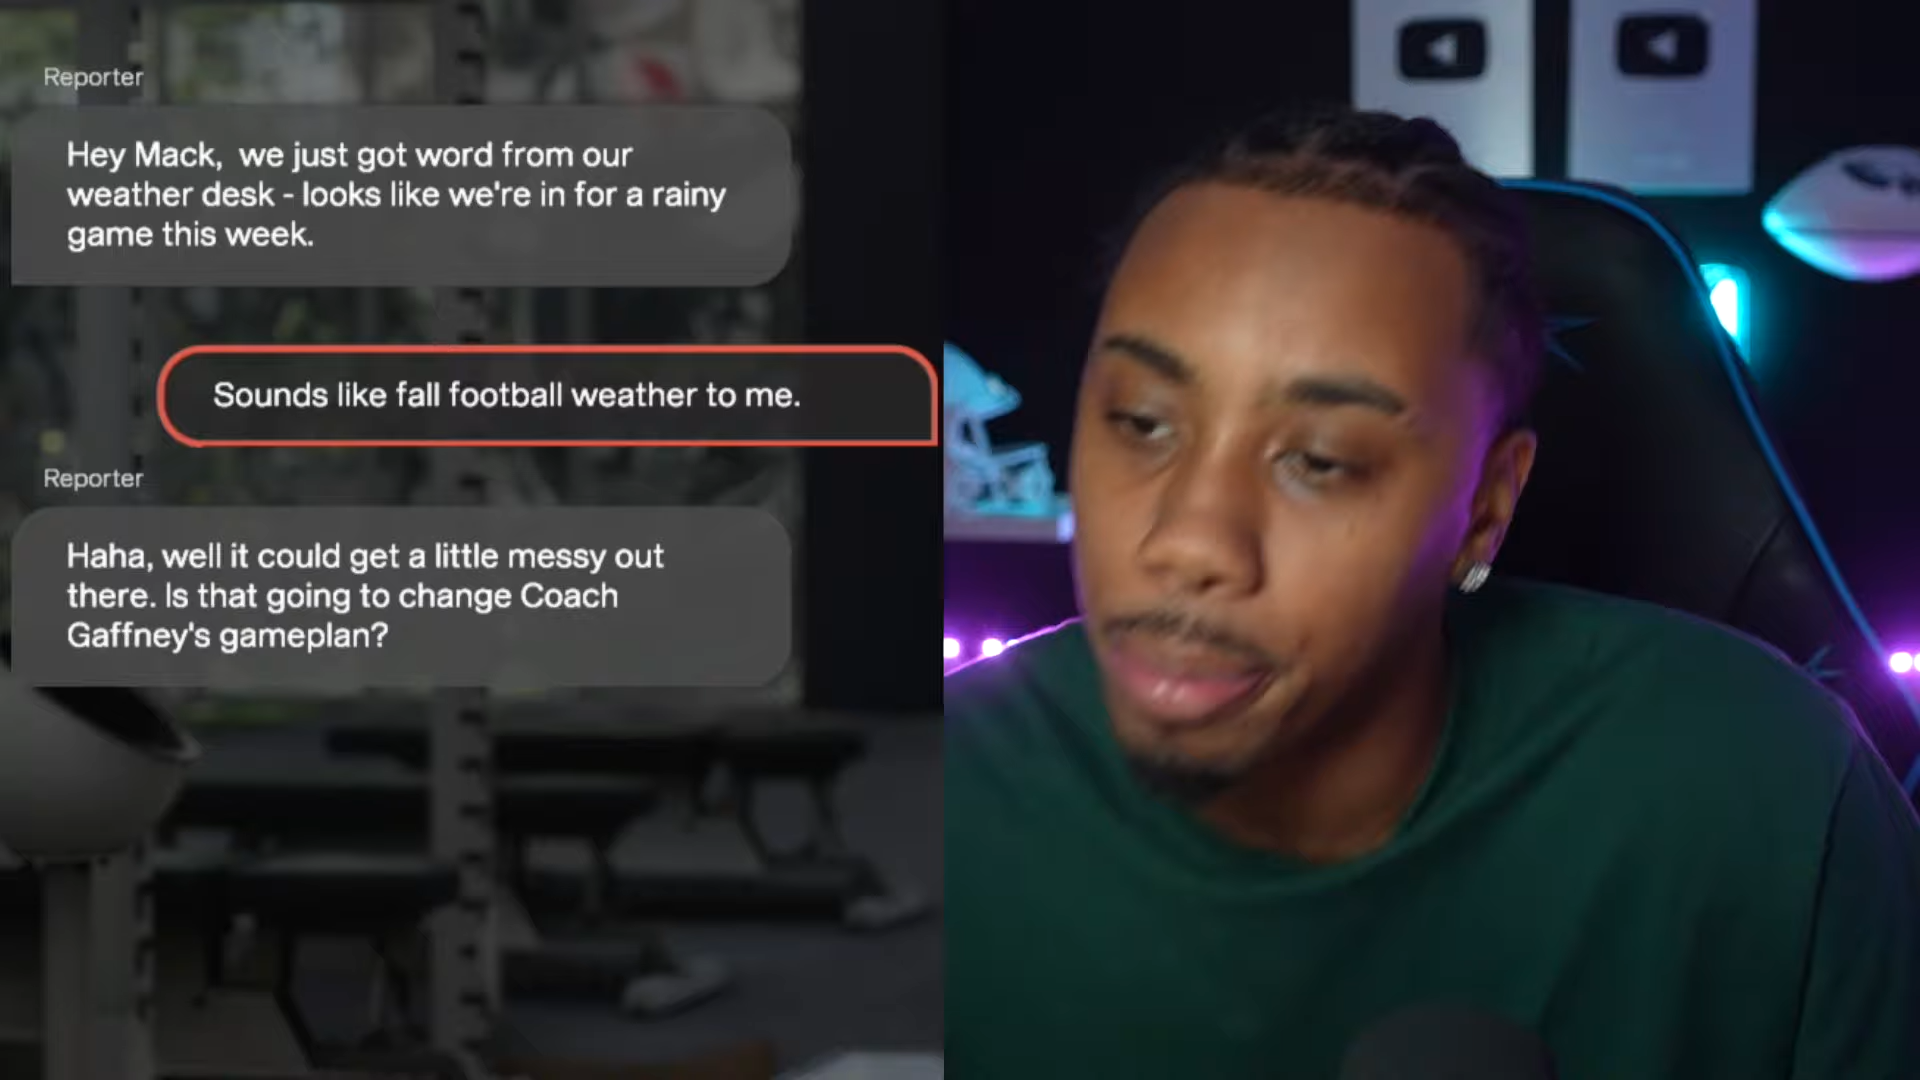 Reporter
Hey Mack,  we just got word from our
weather desk - looks like we're in for a rainy
game this week.
Sounds like fall football weather to me.
Reporter
Haha, well it could get a little messy out
there. Is that going to change Coach
Gaffney's gameplan?